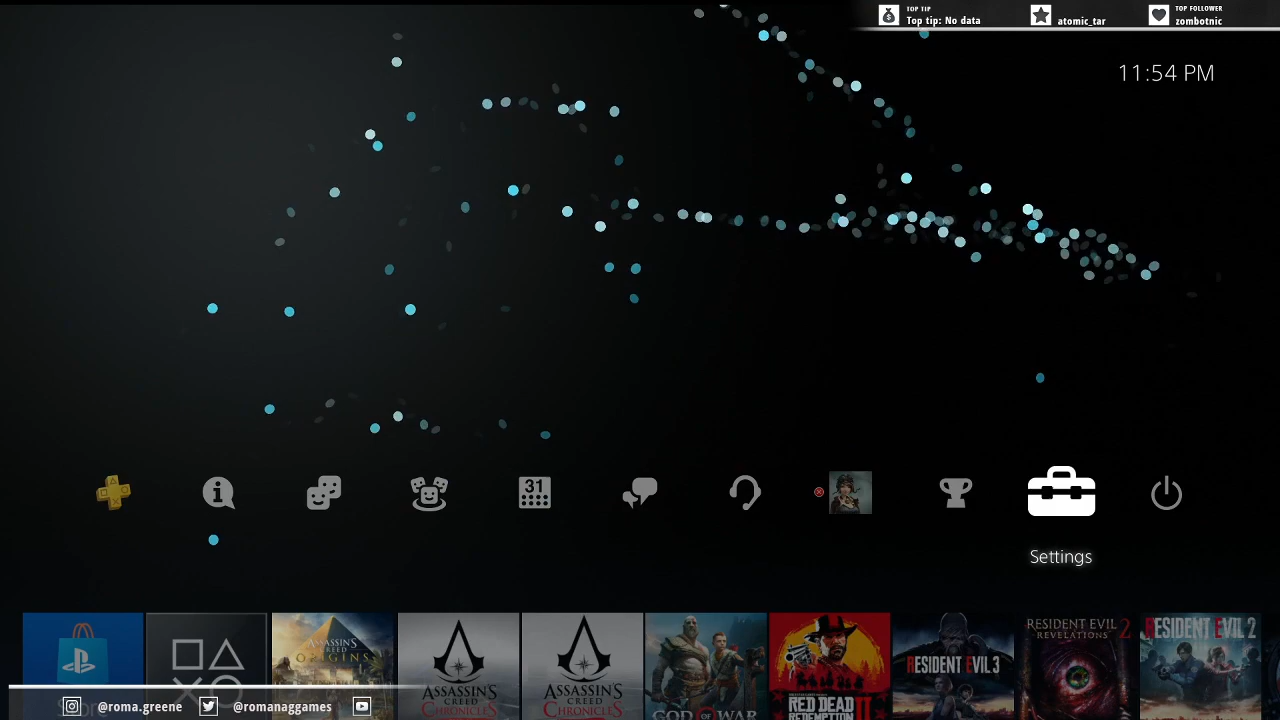 TOP TIP
Top tip: No data
atomic_tar
TOP FOLLOWER
zombotnic
11:54 PM
31
Settings
ASSASSIN'S
CREED
ORIGINS
ASSASSIN'S
CREED
CHRONICLES
ASSASSIN'S
CREED
CHRONICLES
GOD OF WAR
RED DEAD
REDEMPTION
II
RESIDENT EVIL 3
RESIDENT EVIL
REVELATIONS 2
RESIDENT EVIL 2
@roma.greene
@romanaggames